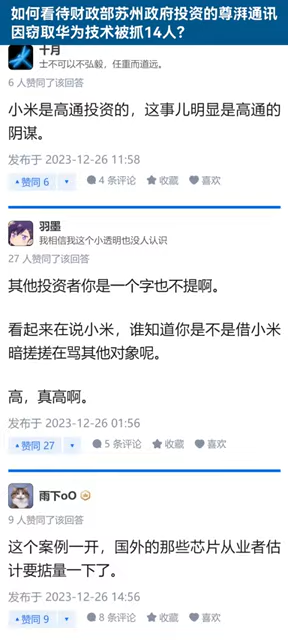 如何看待财政部苏州政府投资的尊湃通讯
因窃取华为技术被抓14人?
十月
士不可以不弘毅，任重而道远。
6 人赞同了该回答
小米是高通投资的，这事儿明显是高通的
阴谋。
发布于 2023-12-26 11:58
赞同 6
4 条评论
收藏
喜欢
羽墨
我相信我这个小透明也没人认识
27 人赞同了该回答
其他投资者你是一个字也不提啊。
看起来在说小米，谁知道你是不是借小米
暗搓搓在骂其他对象呢。
高，真高啊。
发布于 2023-12-26 01:56
赞同 27
5 条评论
收藏
喜欢
雨下oO
9 人赞同了该回答
这个案例一开，国外的那些芯片从业者估
计要掂量一下了。
发布于 2023-12-26 14:56
赞同 9
8 条评论
收藏
喜欢